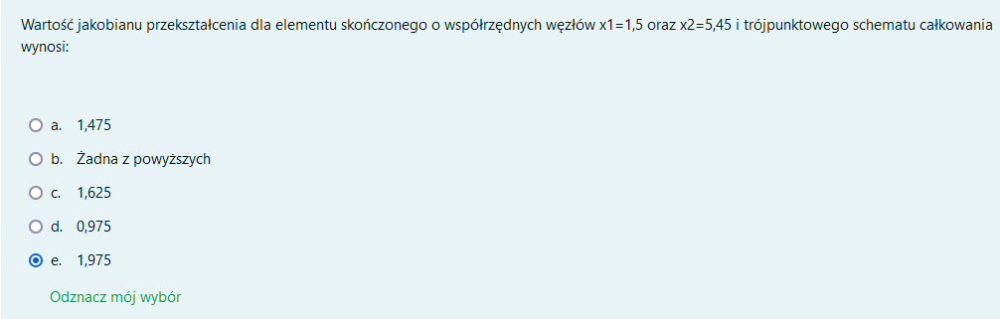 Wartość jakobianu przekształcenia dla elementu skończonego o współrzędnych węzłów x1=1,5 oraz x2=5,45 i trójpunktowego schematu całkowania
wynosi:
a. 1,475
b. Żadna z powyższych
c. 1,625
d. 0,975
e. 1,975
Odznacz mój wybór